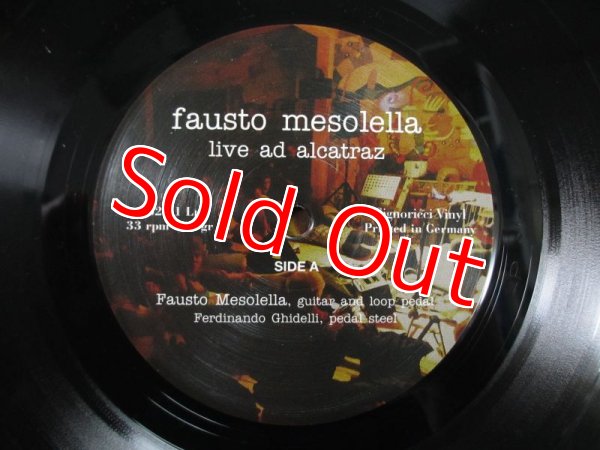 fausto mesolella
live ad alcatraz
Sold Out
33 rpm
Vinyl
in Germany
SIDE A
Fausto Mesolella, guitar and loop pedal
Ferdinando Ghidelli, pedal steel